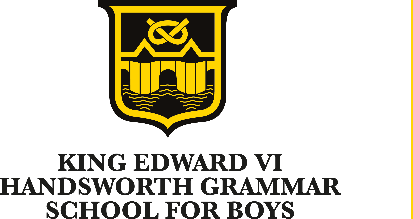 KING EDWARD VI
HANDSWORTH GRAMMAR
SCHOOL FOR BOYS